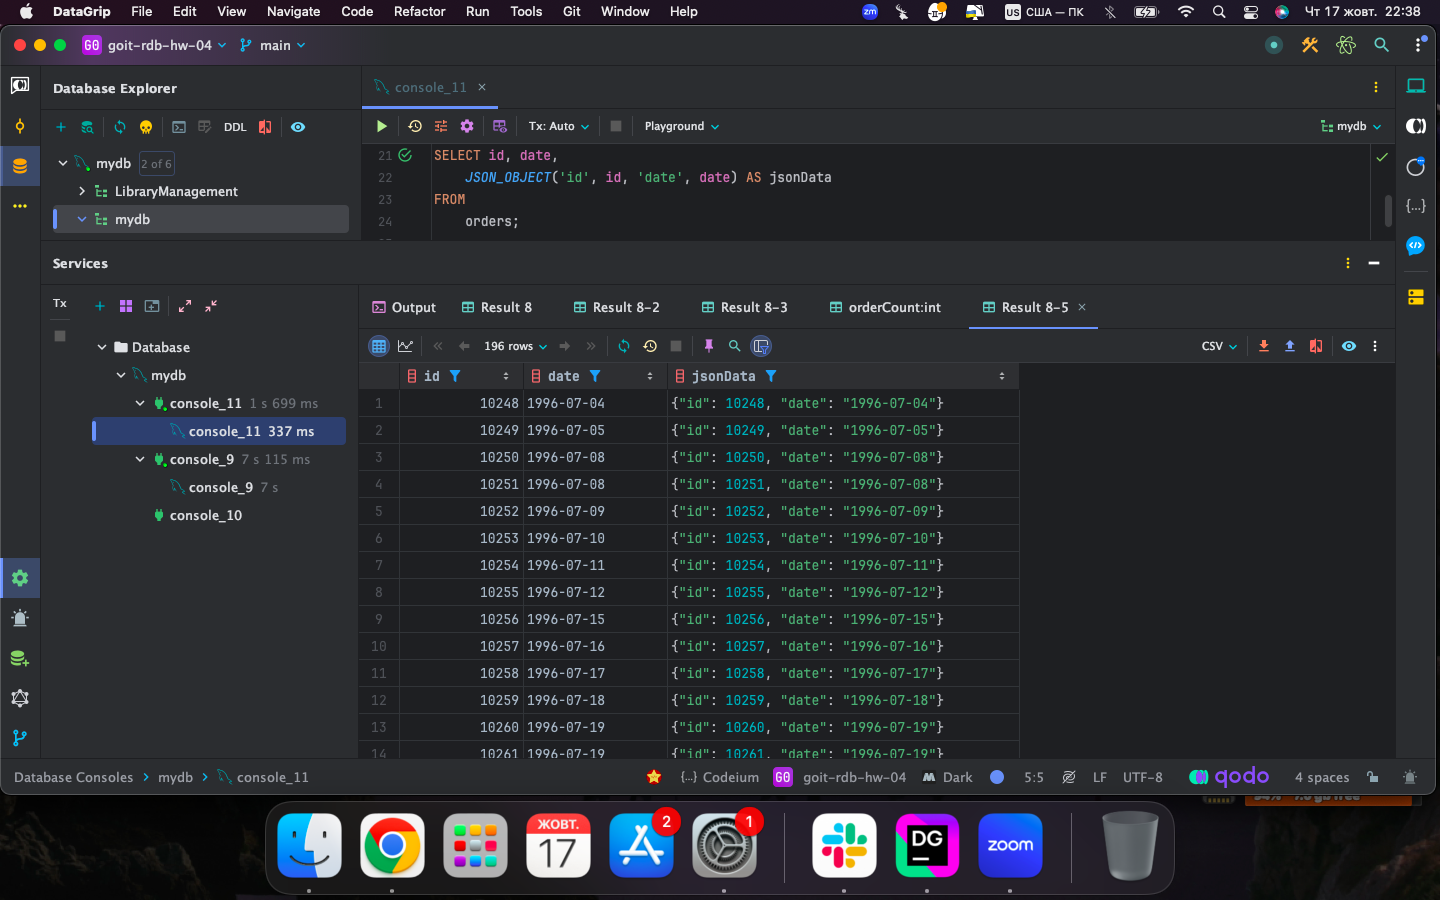 DataGrip File Edit View Navigate Code Refactor Run Tools Git Window Help zm US США — ПК Чт 17 жовт. 22:38
G0 goit-rdb-hw-04 main
Database Explorer
console_11
DDL
Tx: Auto Playground mydb
mydb 2 of 6
LibraryManagement
mydb
21 SELECT id, date,
22 JSON_OBJECT('id', id, 'date', date) AS jsonData
23 FROM
24 orders;
Services
Tx
Output Result 8 Result 8-2 Result 8-3 orderCount:int Result 8-5
196 rows CSV
Database
mydb
console_11 1 s 699 ms
console_11 337 ms
console_9 7 s 115 ms
console_9 7 s
console_10
id date jsonData
1 10248 1996-07-04 {"id": 10248, "date": "1996-07-04"}
2 10249 1996-07-05 {"id": 10249, "date": "1996-07-05"}
3 10250 1996-07-08 {"id": 10250, "date": "1996-07-08"}
4 10251 1996-07-08 {"id": 10251, "date": "1996-07-08"}
5 10252 1996-07-09 {"id": 10252, "date": "1996-07-09"}
6 10253 1996-07-10 {"id": 10253, "date": "1996-07-10"}
7 10254 1996-07-11 {"id": 10254, "date": "1996-07-11"}
8 10255 1996-07-12 {"id": 10255, "date": "1996-07-12"}
9 10256 1996-07-15 {"id": 10256, "date": "1996-07-15"}
10 10257 1996-07-16 {"id": 10257, "date": "1996-07-16"}
11 10258 1996-07-17 {"id": 10258, "date": "1996-07-17"}
12 10259 1996-07-18 {"id": 10259, "date": "1996-07-18"}
13 10260 1996-07-19 {"id": 10260, "date": "1996-07-19"}
14 10261 1996-07-19 {"id": 10261, "date": "1996-07-19"}
Database Consoles mydb console_11 {...} Codeium G0 goit-rdb-hw-04 Dark 5:5 LF UTF-8 qodo 4 spaces
ЖОВТ.
17
2
1
DG
zoom